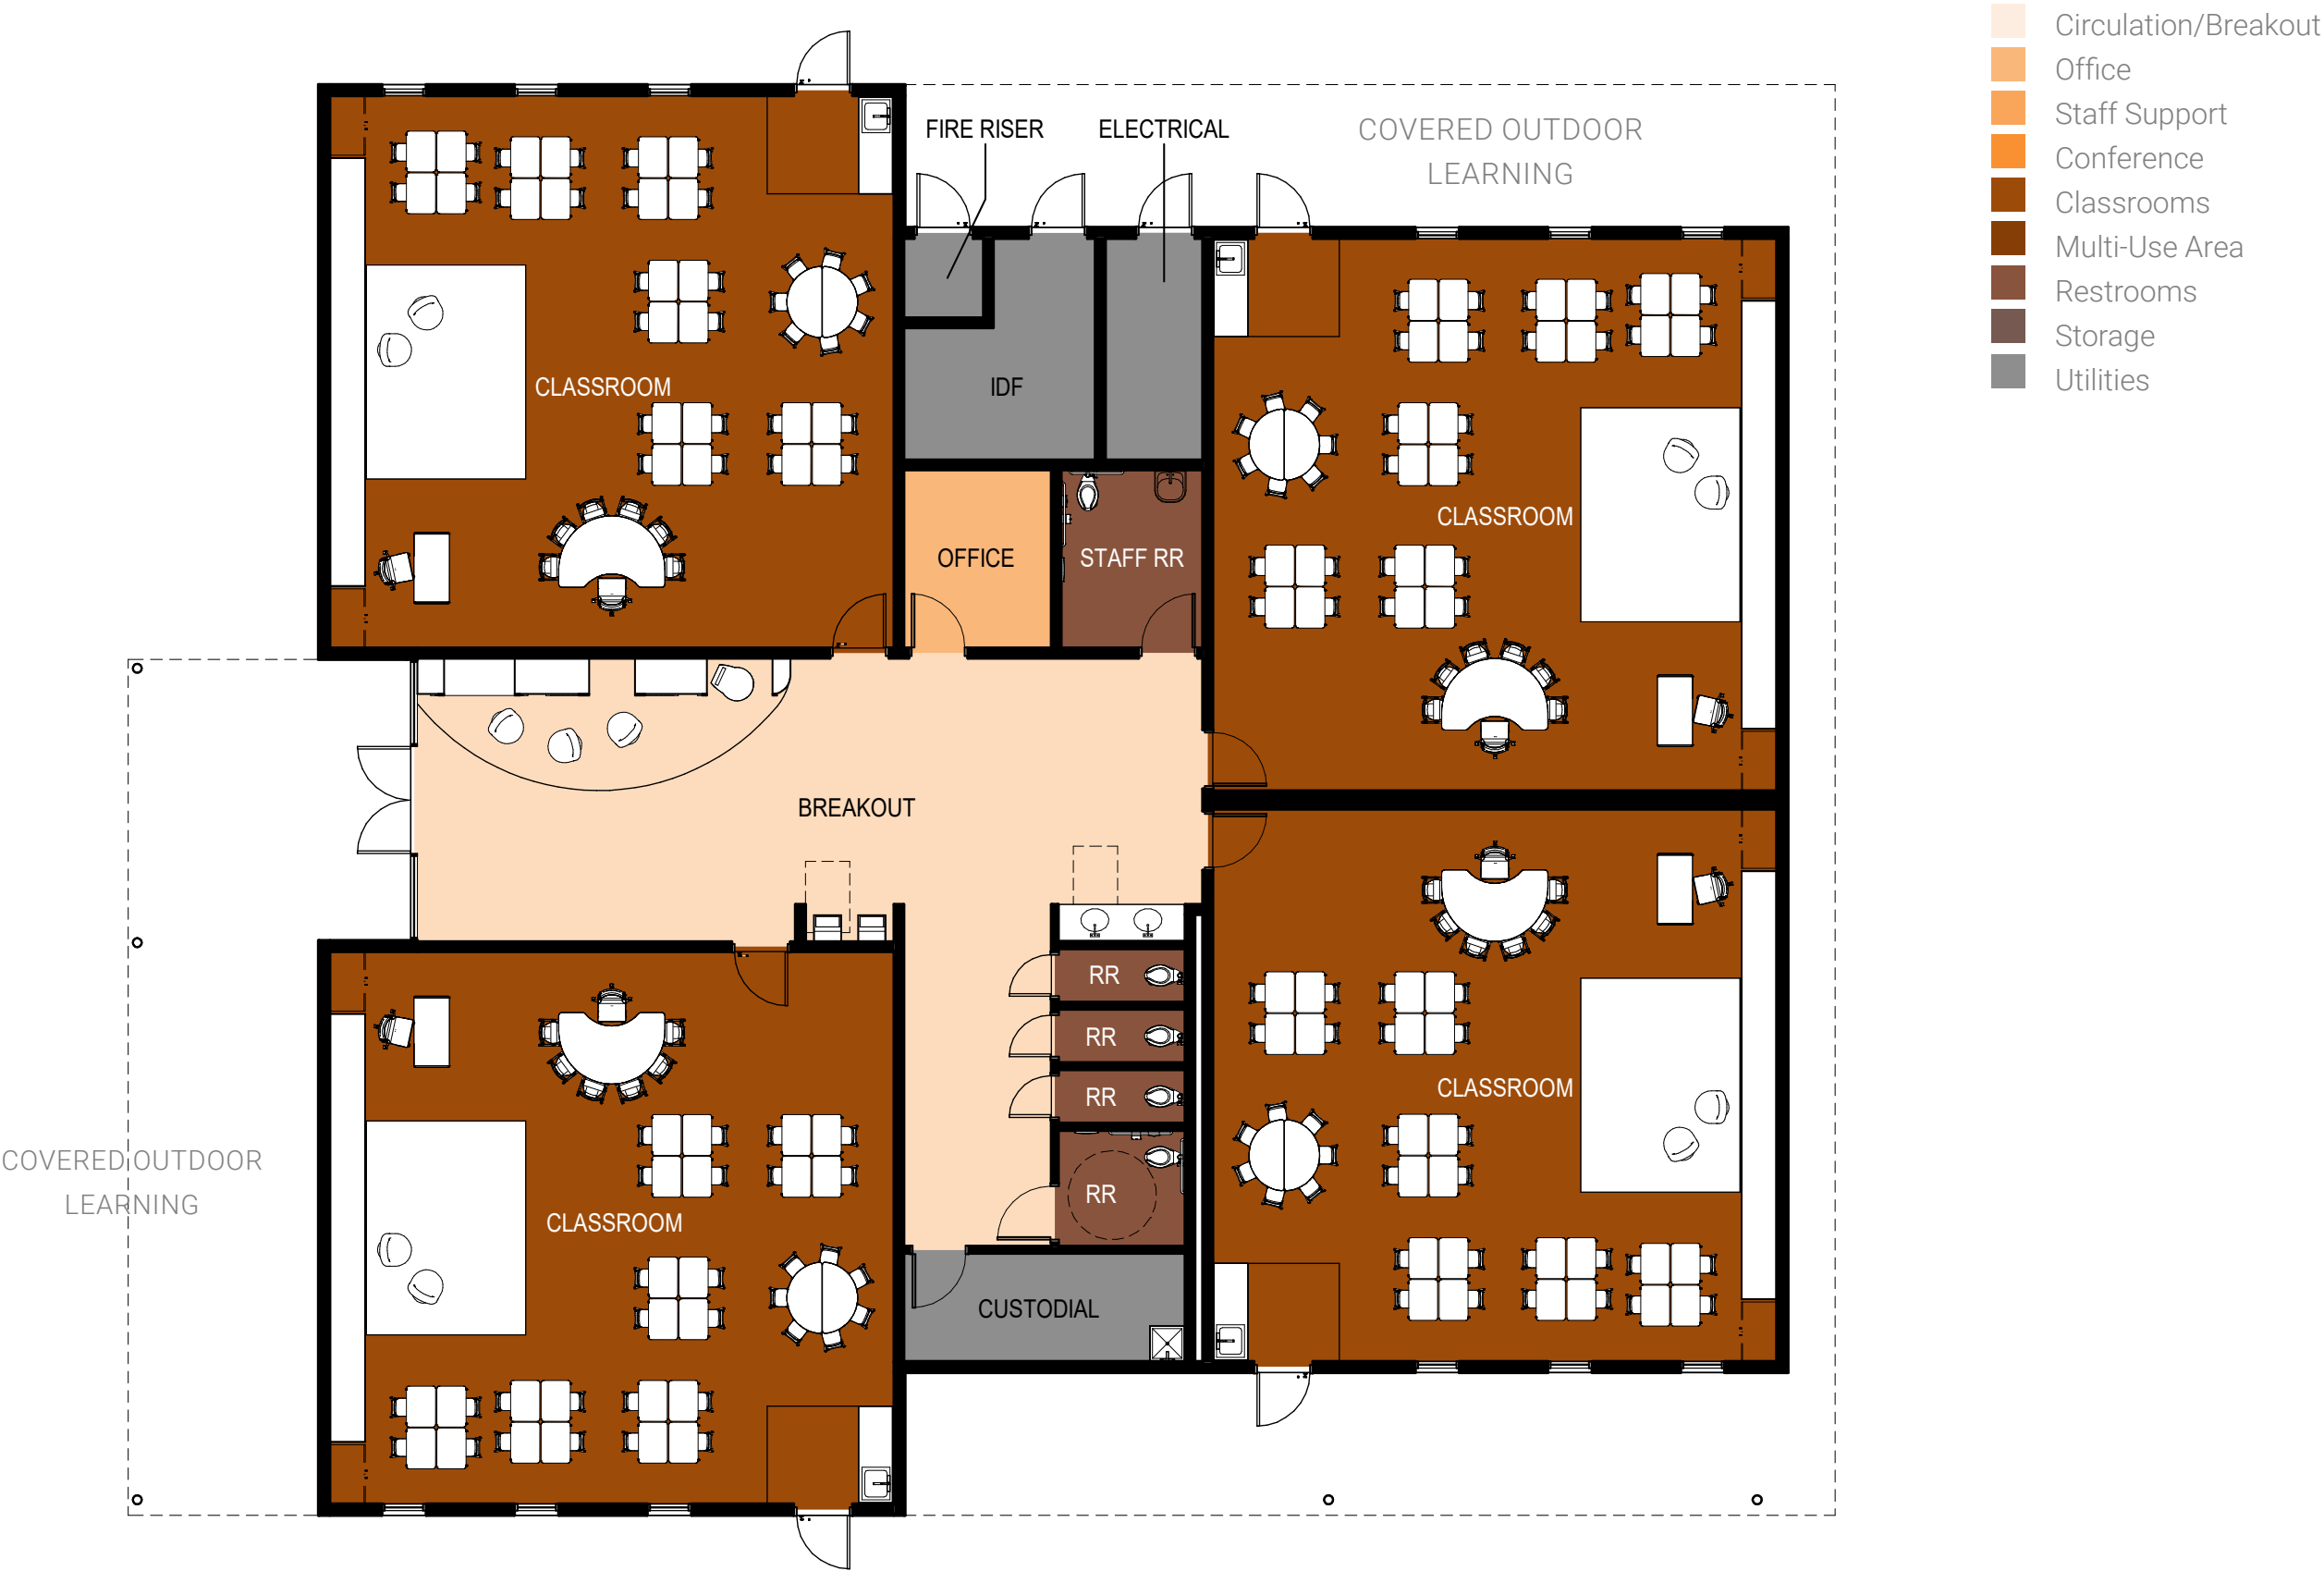 Circulation/Breakout
Office
Staff Support
Conference
Classrooms
Multi-Use Area
Restrooms
Storage
Utilities
FIRE RISER
ELECTRICAL
COVERED OUTDOOR
LEARNING
CLASSROOM
IDF
CLASSROOM
OFFICE
STAFF RR
BREAKOUT
RR
RR
RR
RR
CLASSROOM
COVERED OUTDOOR
LEARNING
CLASSROOM
CUSTODIAL